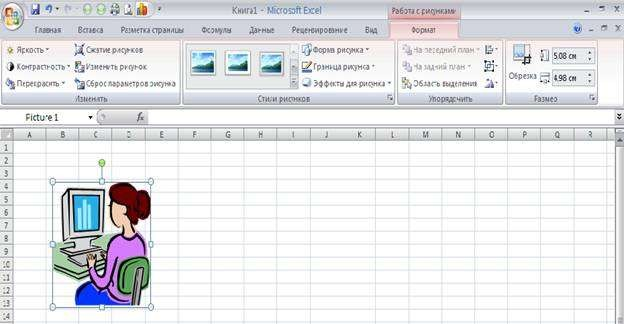 Книга1 - Microsoft Excel
Работа с рисунками
Главная Вставка Разметка страницы Формулы Данные Рецензирование Вид Формат
Яркость Сжатие рисунков Форма рисунка На передний план 5,08 см
Контрастность Изменить рисунок Граница рисунка На задний план Обрезка 4,98 см
Перекрасить Сброс параметров рисунка Эффекты для рисунка Область выделения
Изменить Стили рисунков Упорядочить Размер
Picture 1 fx
A B C D E F G H I J K L M N O P Q R
1
2
3
4
5
6
7
8
9
10
11
12
13
14